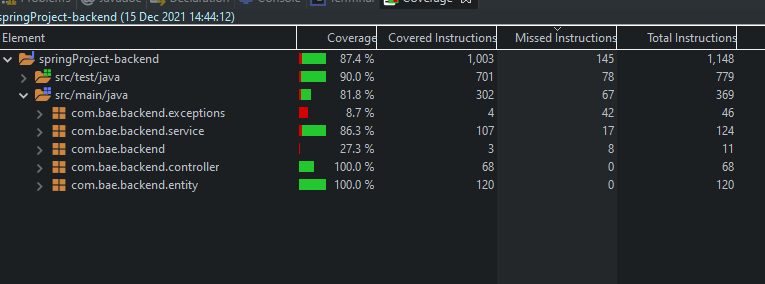 Problems Javadoc Declaration Console Terminal Coverage
springProject-backend (15 Dec 2021 14:44:12)
Element Coverage Covered Instructions Missed Instructions Total Instructions
springProject-backend 87.4 % 1,003 145 1,148
src/test/java 90.0 % 701 78 779
src/main/java 81.8 % 302 67 369
com.bae.backend.exceptions 8.7 % 4 42 46
com.bae.backend.service 86.3 % 107 17 124
com.bae.backend 27.3 % 3 8 11
com.bae.backend.controller 100.0 % 68 0 68
com.bae.backend.entity 100.0 % 120 0 120